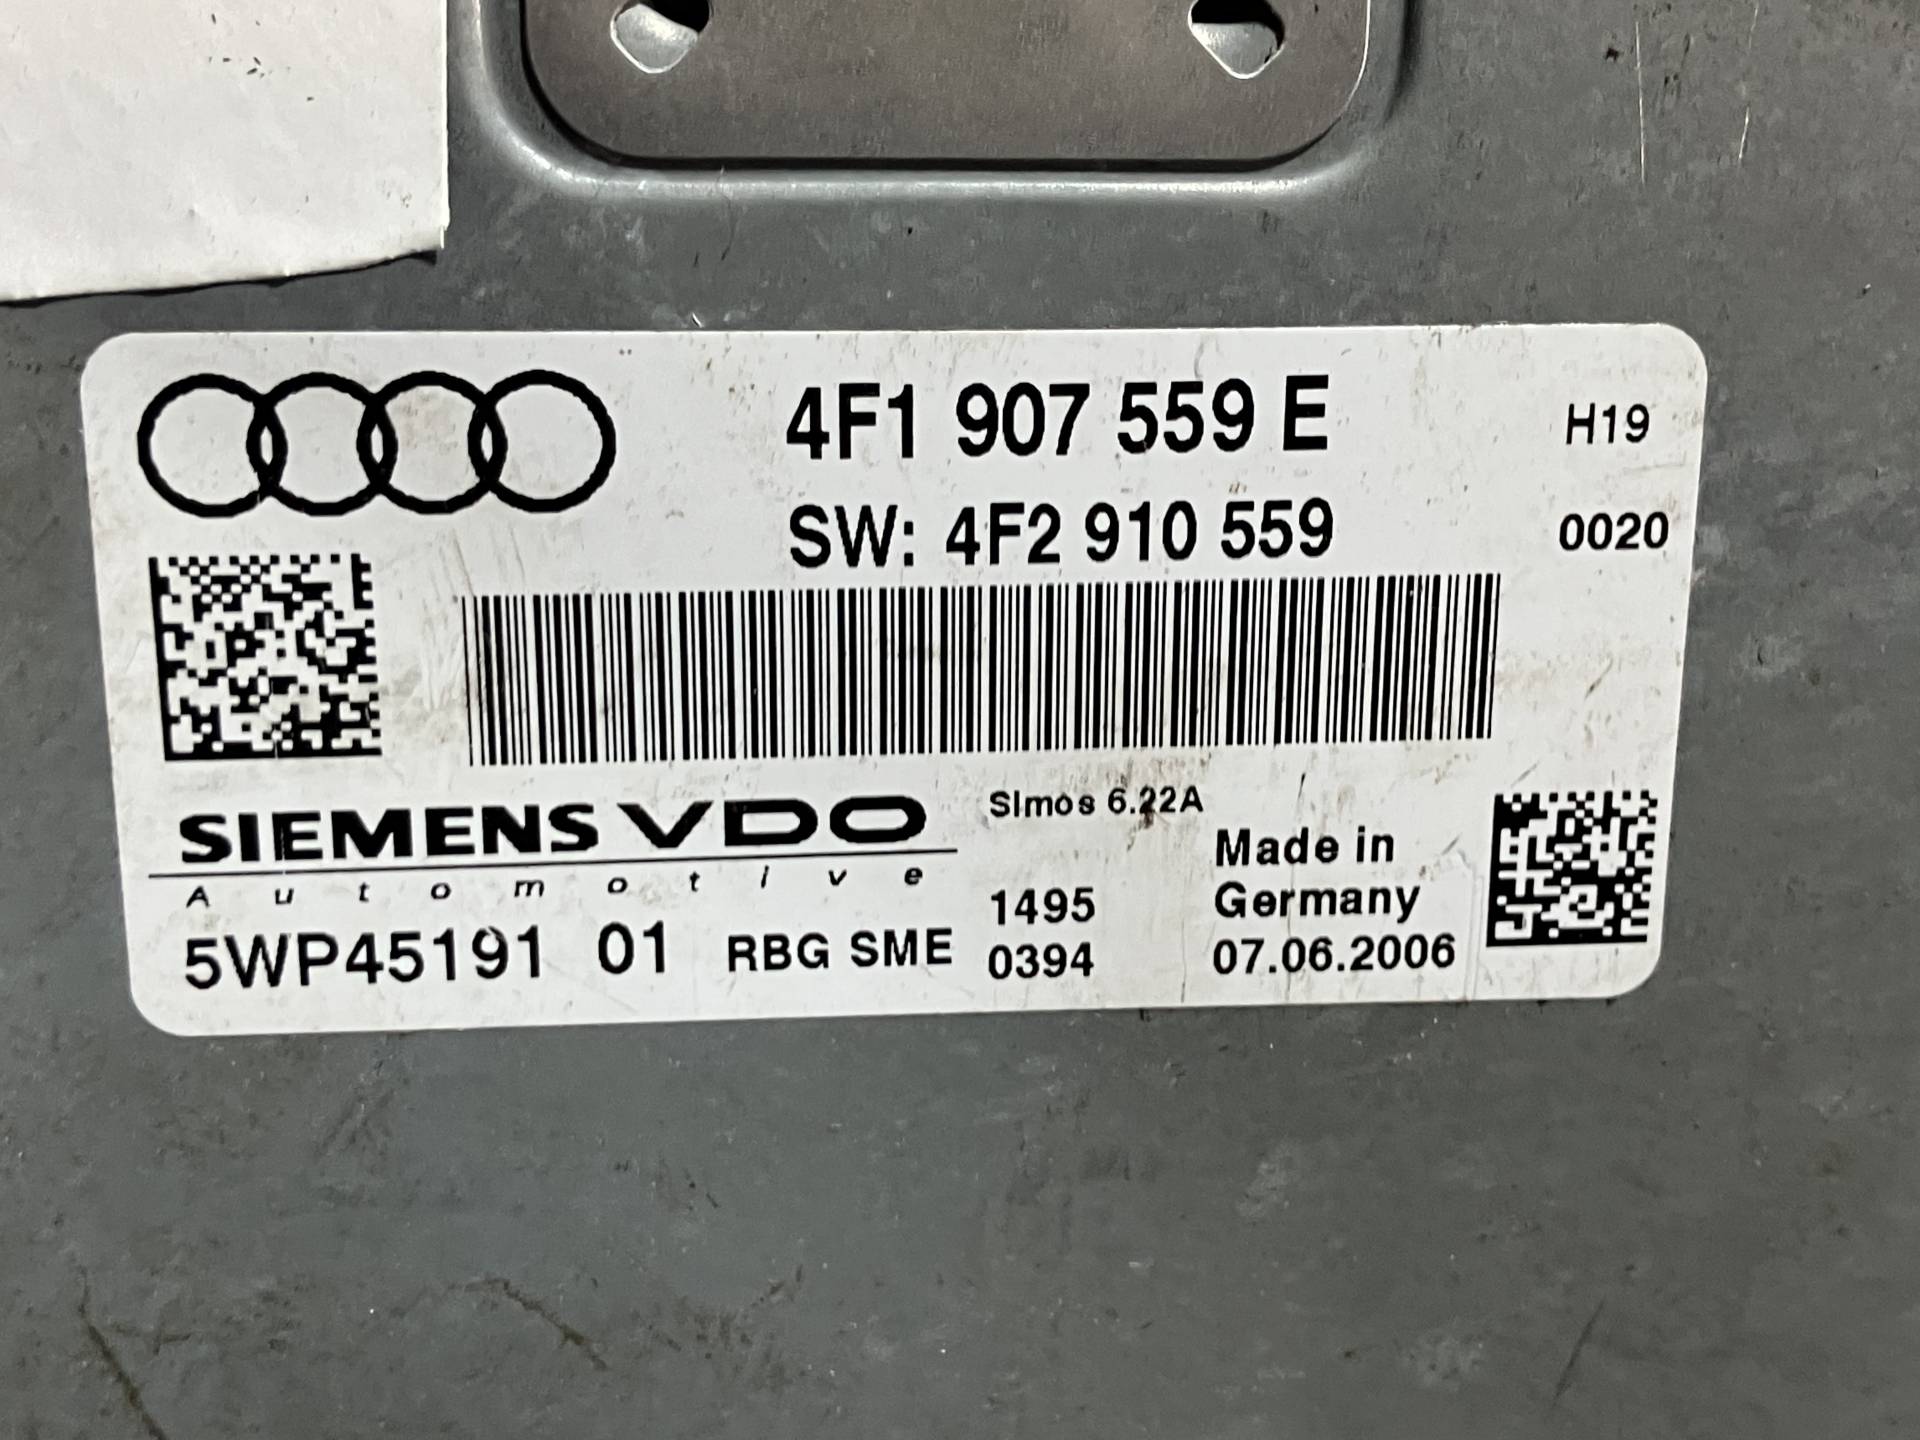 4F1 907 559 E H19
SW: 4F2 910 559 0020
SIEMENS VDO
Automotive
Simos 6.22A
Made in
Germany
1495
5WP45191 01 RBG SME 0394 07.06.2006